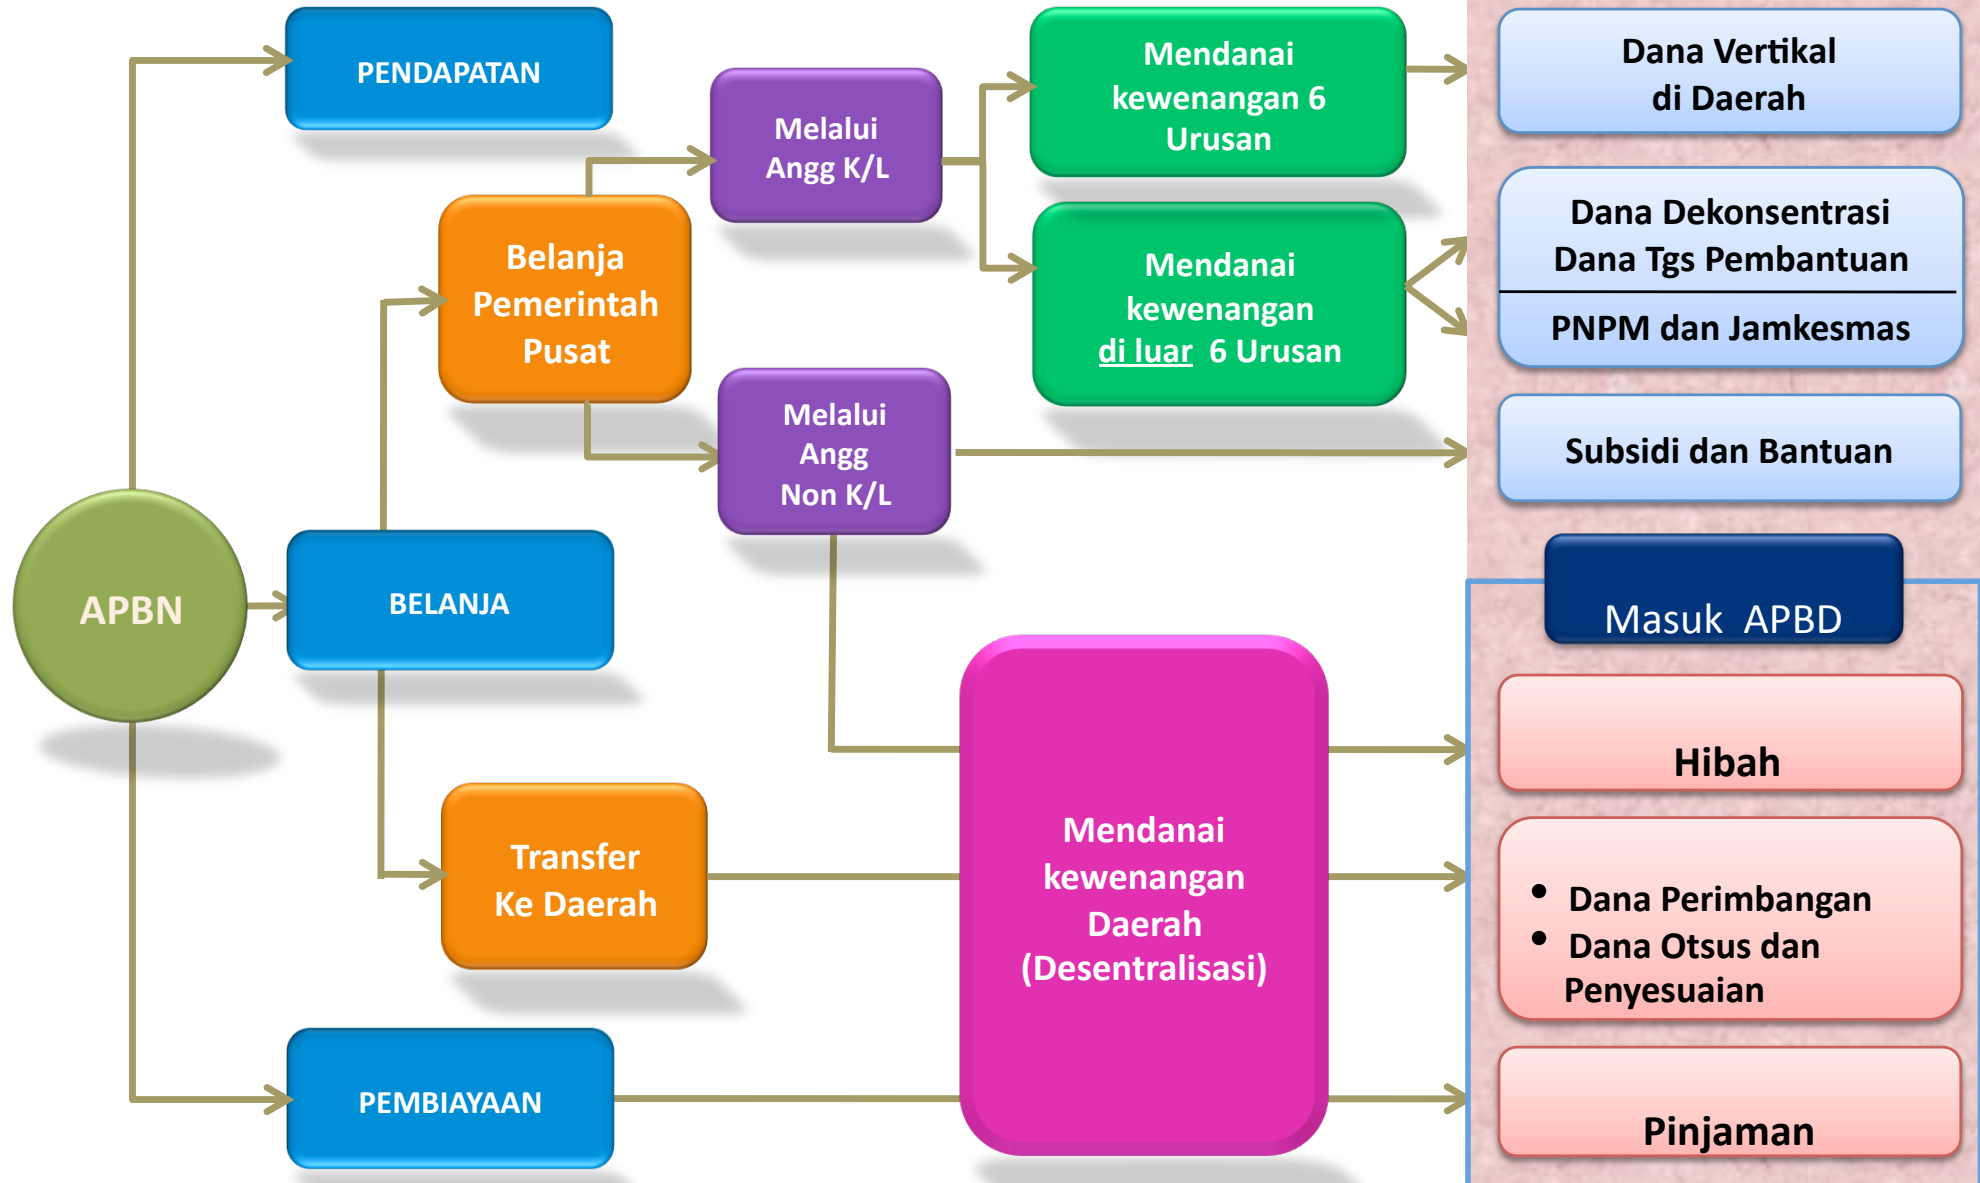 PENDAPATAN
Melalui
Angg K/L
Mendanai
kewenangan 6
Urusan
Dana Vertikal
di Daerah
Belanja
Pemerintah
Pusat
Mendanai
kewenangan
di luar 6 Urusan
Dana Dekonsentrasi
Dana Tgs Pembantuan
PNPM dan Jamkesmas
Melalui
Angg
Non K/L
Subsidi dan Bantuan
APBN
BELANJA
Masuk APBD
Hibah
Transfer
Ke Daerah
Mendanai
kewenangan
Daerah
(Desentralisasi)
• Dana Perimbangan
• Dana Otsus dan
Penyesuaian
PEMBIAYAAN
Pinjaman